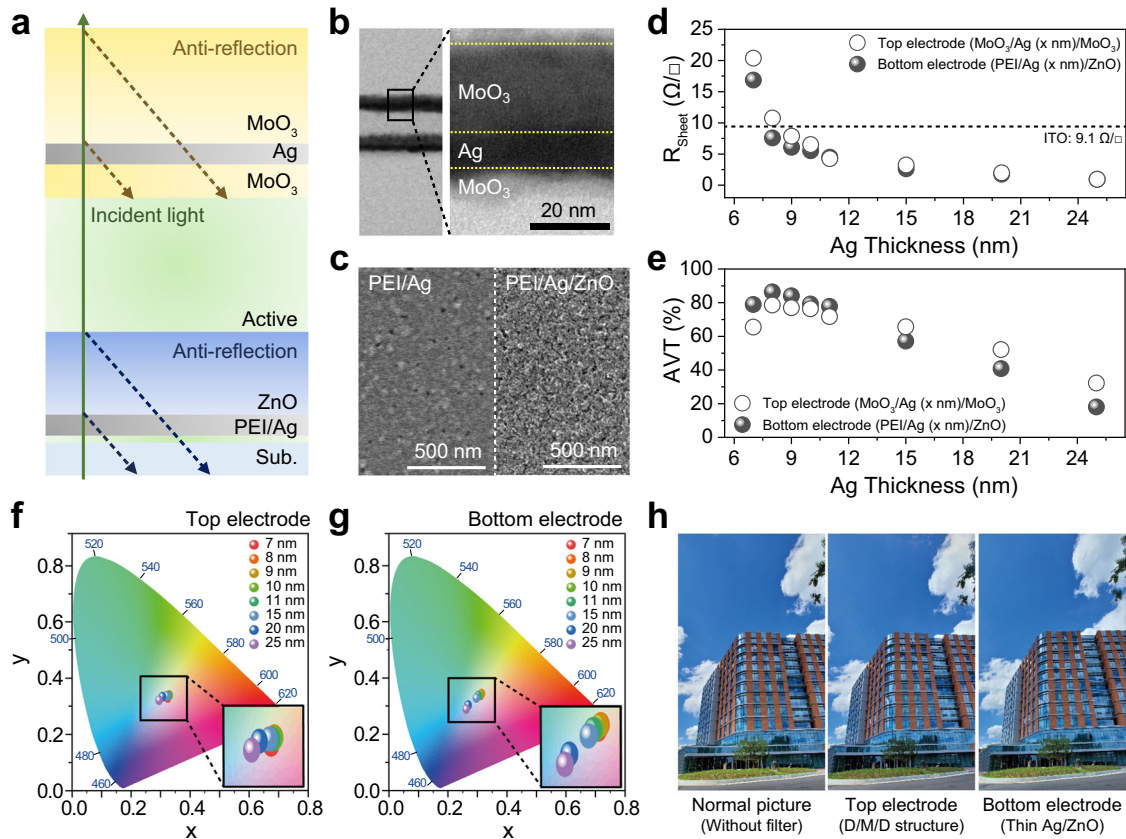 a
Anti-reflection
MoO₃
Ag
MoO₃
Incident light
Active
Anti-reflection
ZnO
PEI/Ag
Sub.
b
MoO₃
Ag
MoO₃
20 nm
c
PEI/Ag
PEI/Ag/ZnO
500 nm
500 nm
d
Top electrode (MoO₃/Ag (x nm)/MoO₃)
Bottom electrode (PEI/Ag (x nm)/ZnO)
ITO: 9.1 Ω/□
R_Sheet (Ω/□)
25
20
15
10
5
0
6 9 12 15 18 21 24
Ag Thickness (nm)
e
AVT (%)
100
80
60
40
20
0
Top electrode (MoO₃/Ag (x nm)/MoO₃)
Bottom electrode (PEI/Ag (x nm)/ZnO)
6 9 12 15 18 21 24
Ag Thickness (nm)
f
Top electrode
7 nm
8 nm
9 nm
10 nm
11 nm
15 nm
20 nm
25 nm
520
540
560
580
600
620
500
480
460
y
0.8
0.6
0.4
0.2
0.0
0.0 0.2 0.4 0.6 0.8
x
g
Bottom electrode
7 nm
8 nm
9 nm
10 nm
11 nm
15 nm
20 nm
25 nm
520
540
560
580
600
620
500
480
460
y
0.8
0.6
0.4
0.2
0.0
0.0 0.2 0.4 0.6 0.8
x
h
Normal picture
(Without filter)
Top electrode
(D/M/D structure)
Bottom electrode
(Thin Ag/ZnO)